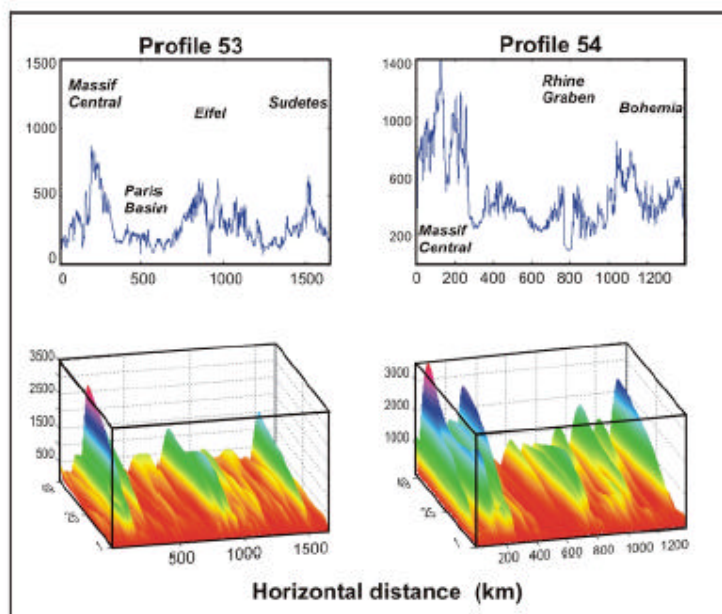 Profile 53
Profile 54
1500
1000
500
0
Massif
Central
Paris
Basin
Eifel
Sudetes
0 500 1000 1500
1400
1000
600
200
Massif
Central
Rhine
Graben
Bohemia
0 200 400 600 800 1000 1200
3500
2500
1500
500
1
500 1000 1500
3000
2000
1000
1
200 400 600 800 1000 1200
Horizontal distance (km)